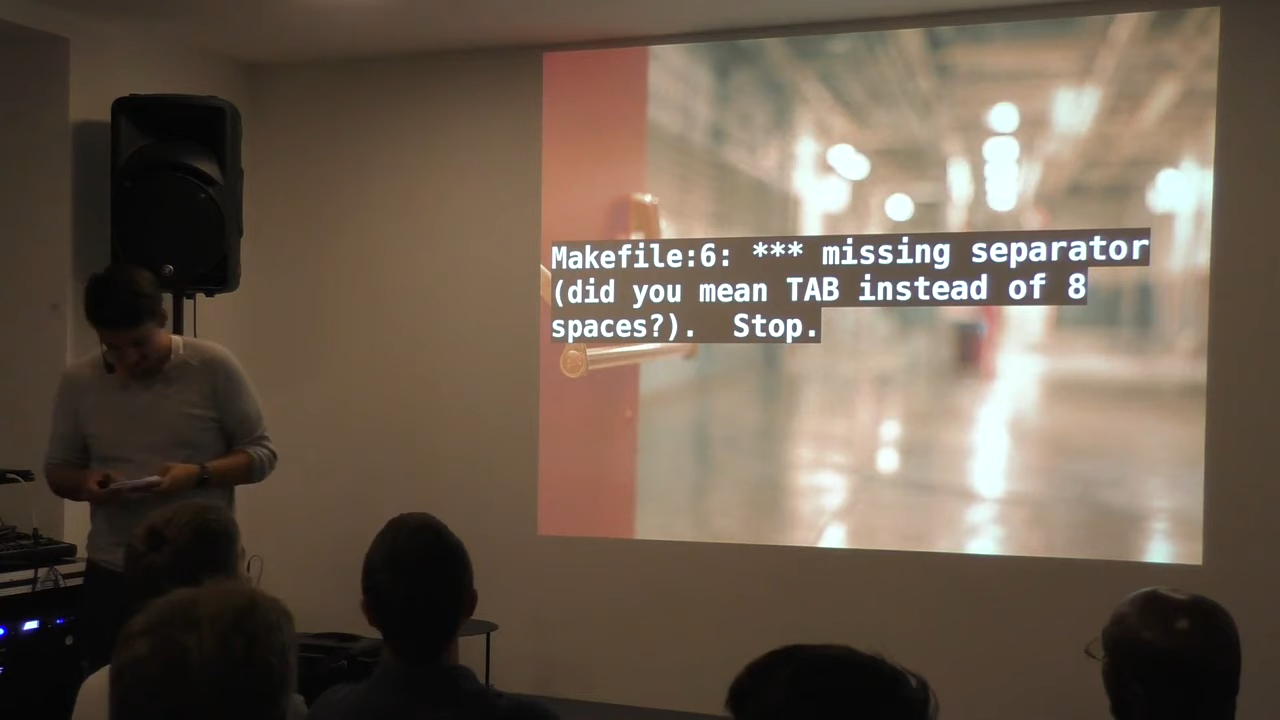 Makefile:6: *** missing separator
(did you mean TAB instead of 8
spaces?).  Stop.